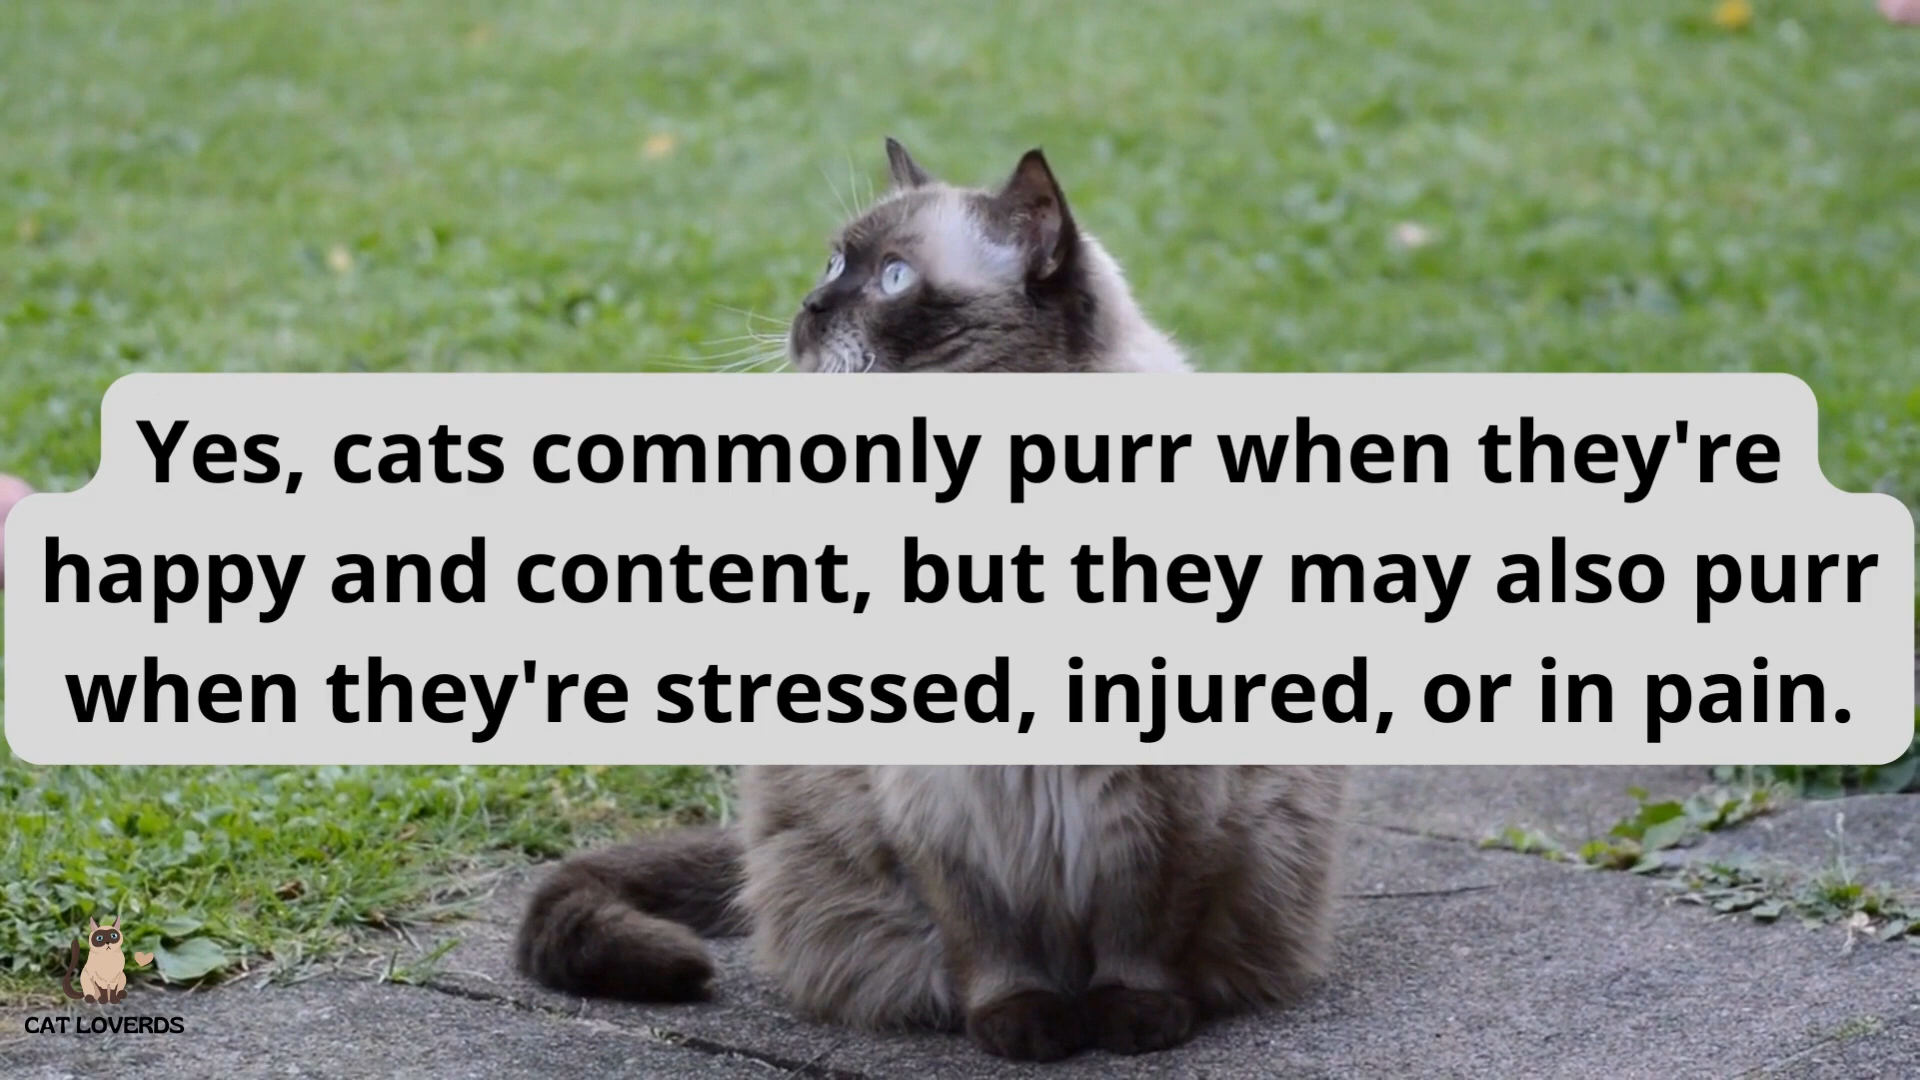 Yes, cats commonly purr when they're
happy and content, but they may also purr
when they're stressed, injured, or in pain.
CAT LOVERDS